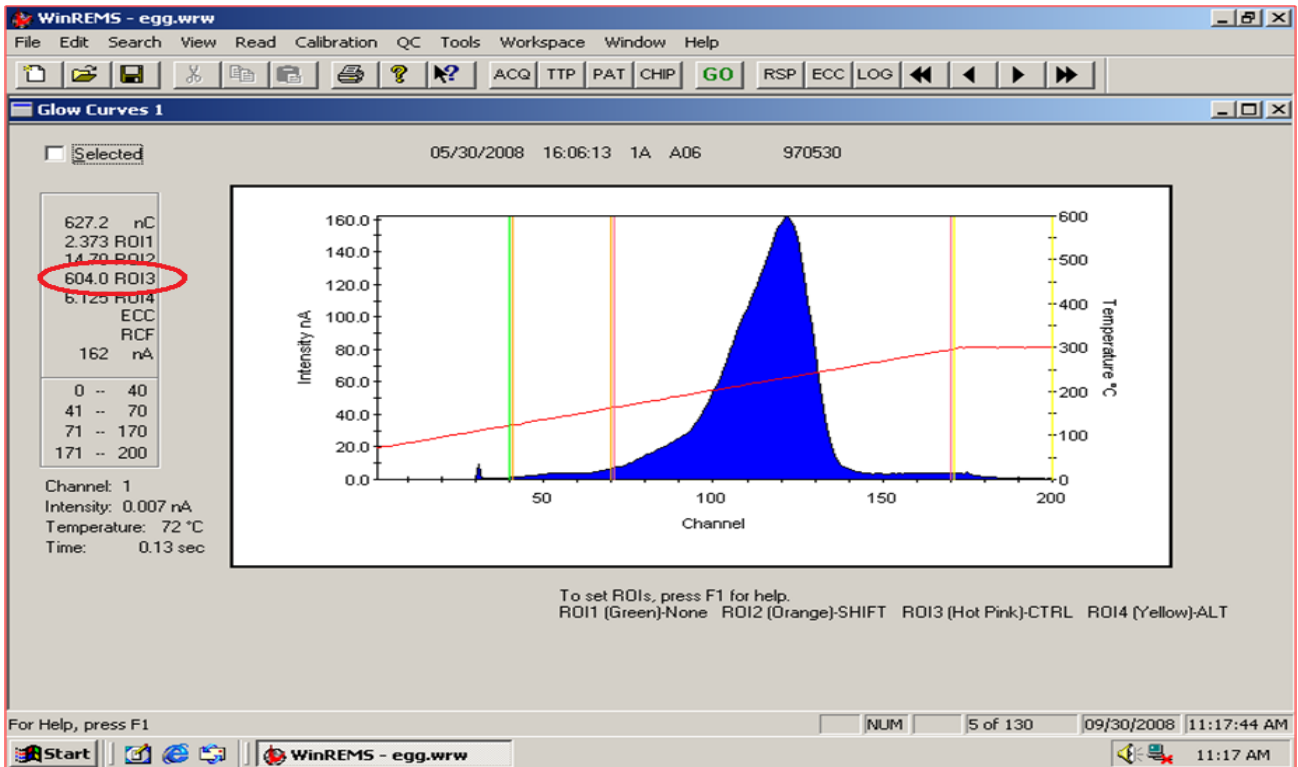 WinREMS - egg.wrw
File Edit Search View Read Calibration QC Tools Workspace Window Help
ACQ TTP PAT CHIP GO RSP ECC LOG
Glow Curves 1
Selected 05/30/2008 16:06:13 1A A06 970530
627.2 nC
2.373 ROI1
14.70 ROI2
604.0 ROI3
6.125 ROI4
ECC
RCF
162 nA
0 -- 40
41 -- 70
71 -- 170
171 -- 200
Channel: 1
Intensity: 0.007 nA
Temperature: 72 °C
Time: 0.13 sec
Intensity nA
160.0
140.0
120.0
100.0
80.0
60.0
40.0
20.0
0.0
50 100 150 200
Channel
600
500
400
300
200
100
0
Temperature °C
To set ROIs, press F1 for help.
ROI1 (Green)-None ROI2 (Orange)-SHIFT ROI3 (Hot Pink)-CTRL ROI4 (Yellow)-ALT
For Help, press F1 NUM 5 of 130 09/30/2008 11:17:44 AM
Start WinREMS - egg.wrw 11:17 AM